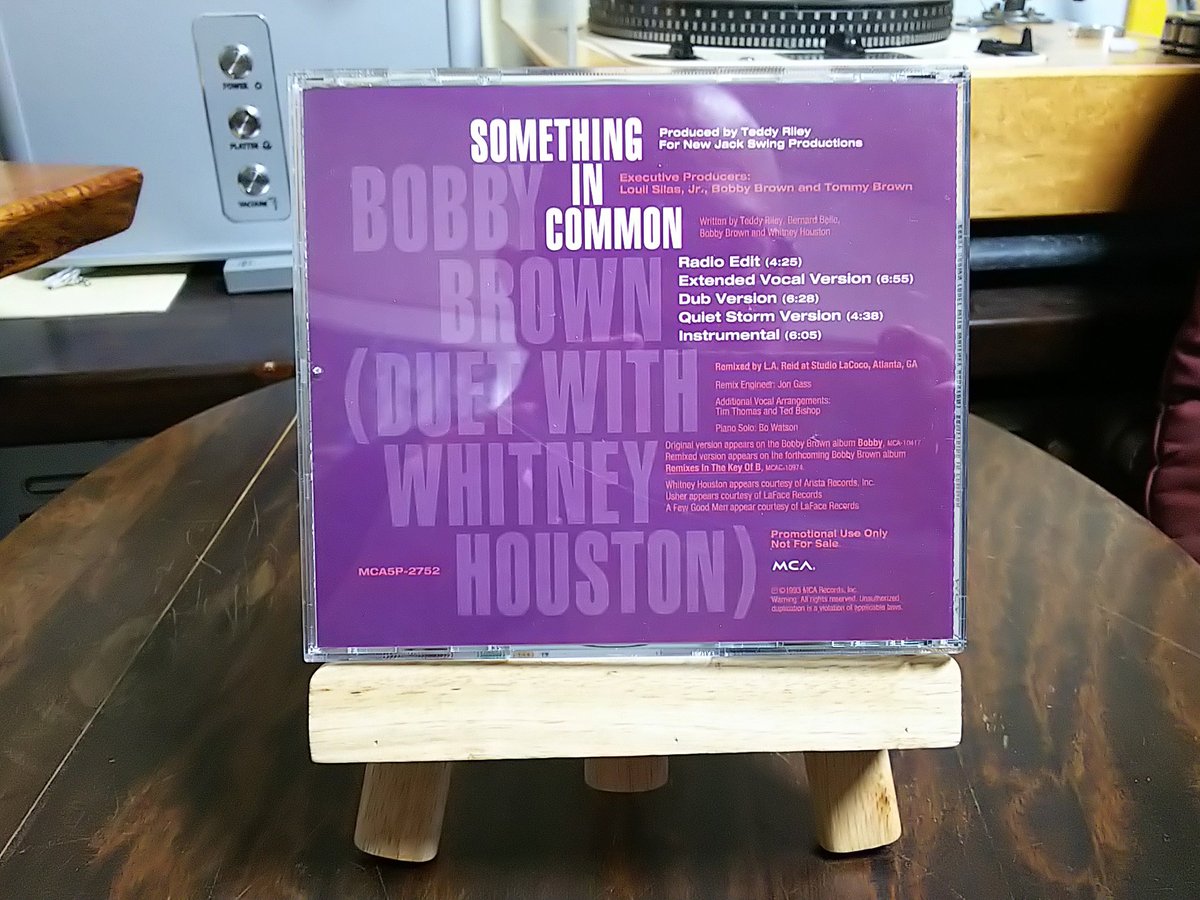 POWER
PLATTER
VACUUM
SOMETHING
IN
COMMON
BOBBY
BROWN
(DUET WITH
WHITNEY
HOUSTON)
Produced by Teddy Riley
For New Jack Swing Productions
Executive Producers:
Louil Silas, Jr., Bobby Brown and Tommy Brown
Written by Teddy Riley, Bernard Belle,
Bobby Brown and Whitney Houston
Radio Edit (4:25)
Extended Vocal Version (6:55)
Dub Version (6:28)
Quiet Storm Version (4:38)
Instrumental (6:05)
Remixed by L.A. Reid at Studio LaCoco, Atlanta, GA
Remix Engineer: Jon Gass
Additional Vocal Arrangements:
Tim Thomas and Ted Bishop
Piano Solo: Bo Watson
Original version appears on the Bobby Brown album Bobby, MCA-10417
Remixed version appears on the forthcoming Bobby Brown album
Remixes In The Key Of B, MCAC-10974.
Whitney Houston appears courtesy of Arista Records, Inc.
Usher appears courtesy of LaFace Records
A Few Good Men appear courtesy of LaFace Records
Promotional Use Only
Not For Sale
MCA.
MCA5P-2752
℗ © 1993 MCA Records, Inc.
Warning: All rights reserved. Unauthorized
duplication is a violation of applicable laws.